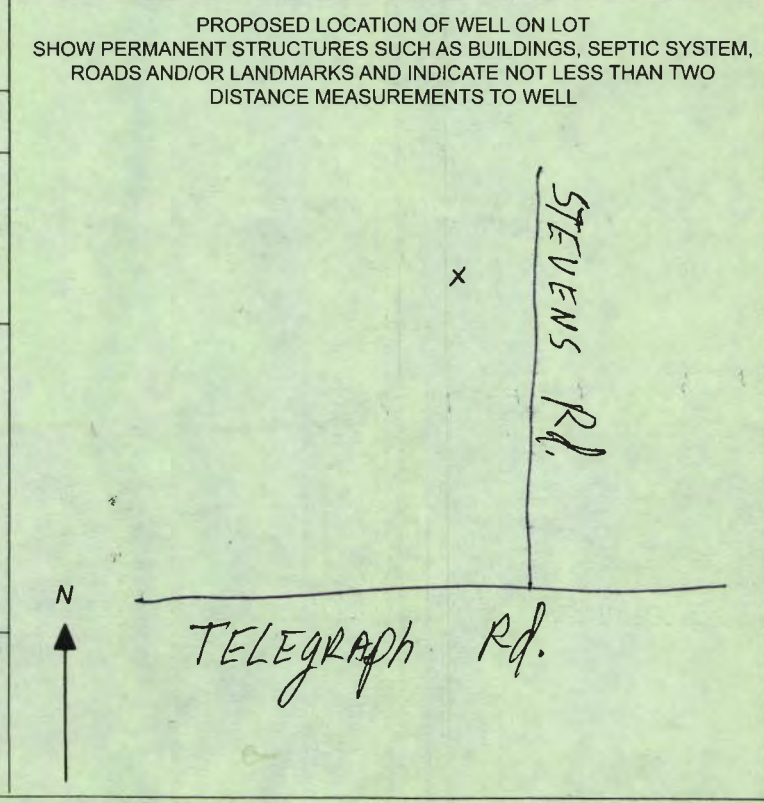 PROPOSED LOCATION OF WELL ON LOT
SHOW PERMANENT STRUCTURES SUCH AS BUILDINGS, SEPTIC SYSTEM,
ROADS AND/OR LANDMARKS AND INDICATE NOT LESS THAN TWO
DISTANCE MEASUREMENTS TO WELL
STEVENS Rd.
X
N
TELEGRAPh Rd.